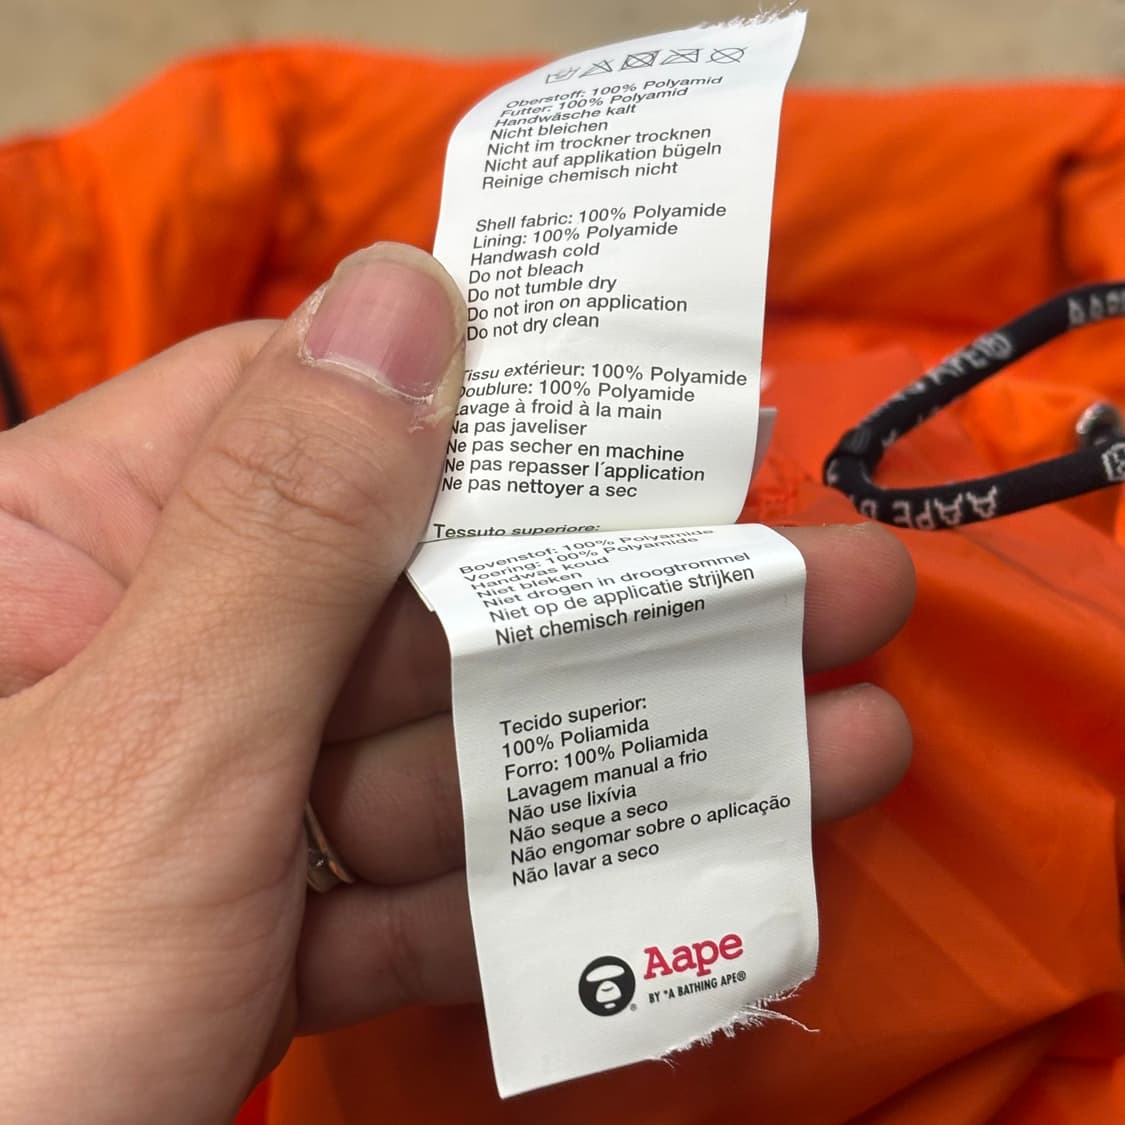 Oberstoff: 100% Polyamid
Futter: 100% Polyamid
Handwäsche kalt
Nicht bleichen
Nicht im trockner trocknen
Nicht auf applikation bügeln
Reinige chemisch nicht
Shell fabric: 100% Polyamide
Lining: 100% Polyamide
Handwash cold
Do not bleach
Do not tumble dry
Do not iron on application
Do not dry clean
Tissu extérieur: 100% Polyamide
Doublure: 100% Polyamide
Lavage à froid à la main
Na pas javeliser
Ne pas secher en machine
Ne pas repasser l´application
Ne pas nettoyer a sec
Tessuto superiore:
Bovenstof: 100% Polyamide
Voering: 100% Polyamide
Handwas koud
Niet bleken
Niet drogen in droogtrommel
Niet op de applicatie strijken
Niet chemisch reinigen
Tecido superior:
100% Poliamida
Forro: 100% Poliamida
Lavagem manual a frio
Não use lixívia
Não seque a seco
Não engomar sobre o aplicação
Não lavar a seco
Aape
BY *A BATHING APE®
AAPE